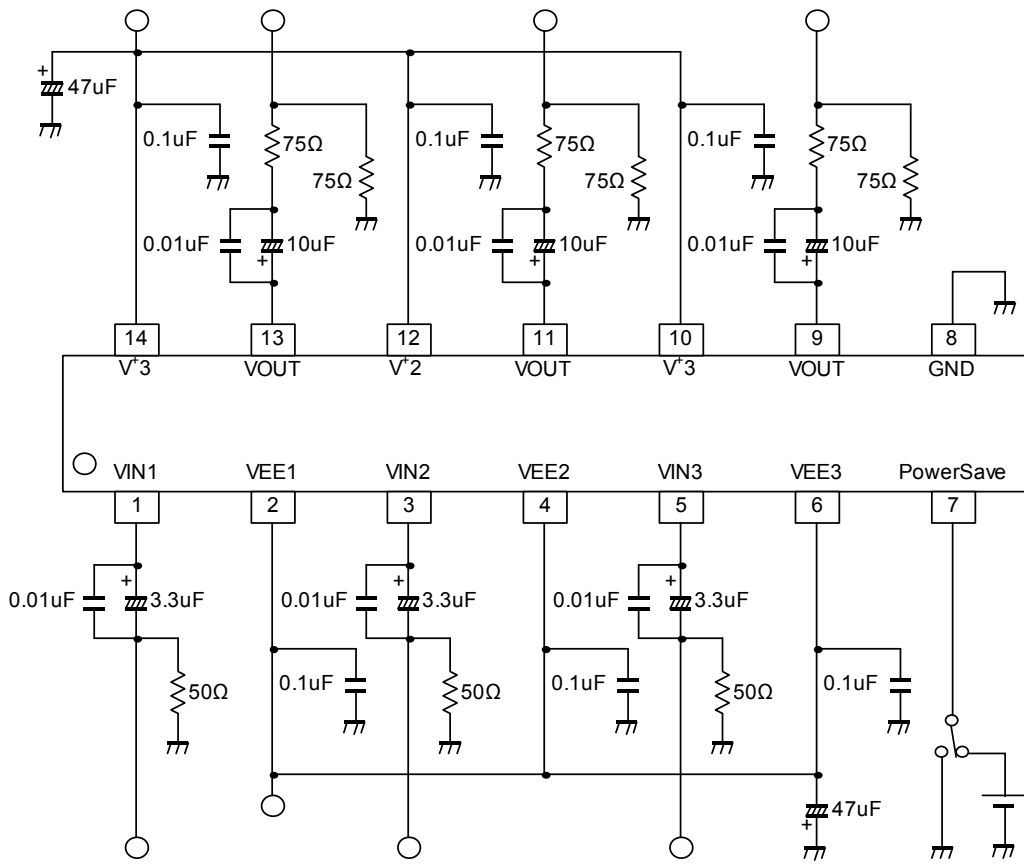 +
47uF
0.1uF
75Ω
75Ω
0.1uF
75Ω
75Ω
0.1uF
75Ω
75Ω
0.01uF
10uF
+
0.01uF
10uF
+
0.01uF
10uF
+
14
13
12
11
10
9
8
V+3
VOUT
V+2
VOUT
V+3
VOUT
GND
VIN1
VEE1
VIN2
VEE2
VIN3
VEE3
PowerSave
1
2
3
4
5
6
7
+
+
+
0.01uF
3.3uF
0.01uF
3.3uF
0.01uF
3.3uF
50Ω
0.1uF
50Ω
0.1uF
50Ω
0.1uF
47uF
+